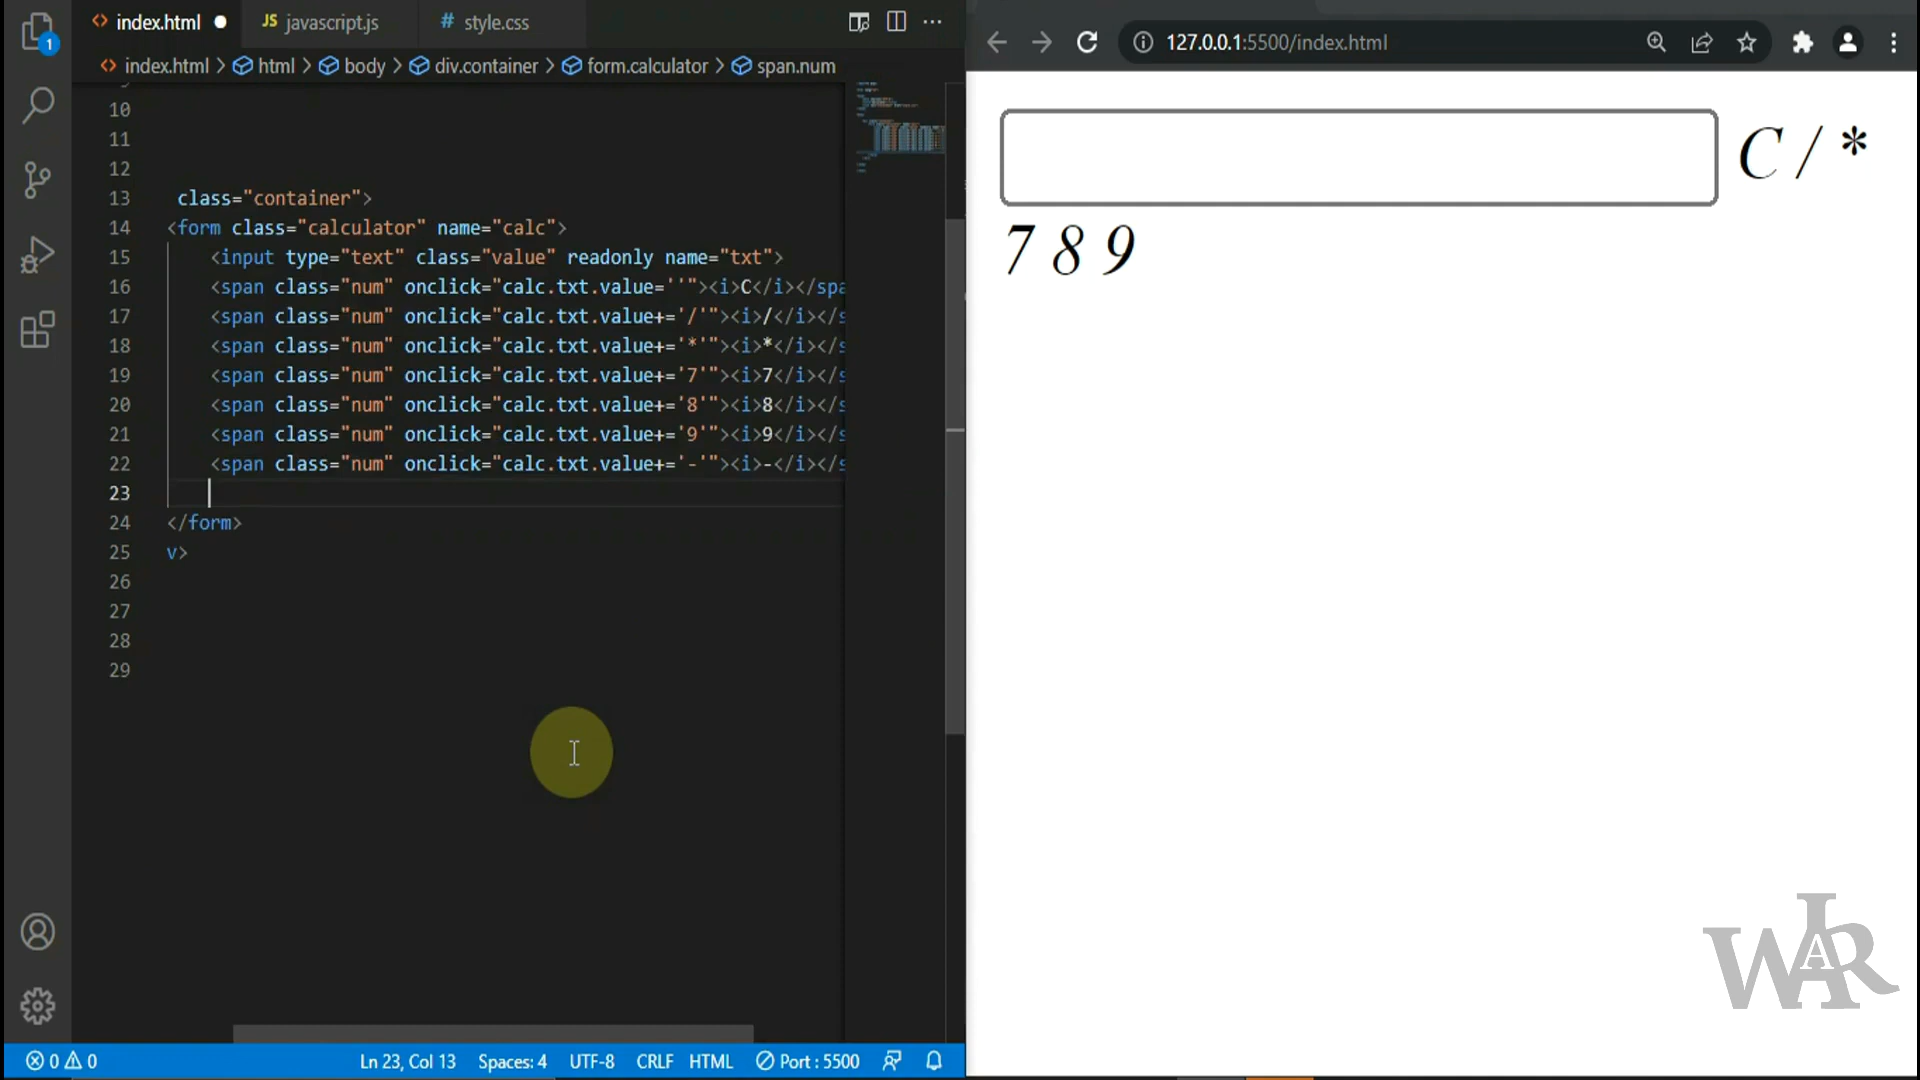 index.html
JS javascript.js
# style.css
index.html > html > body > div.container > form.calculator > span.num
1
10
11
12
13 class="container">
14 <form class="calculator" name="calc">
15 <input type="text" class="value" readonly name="txt">
16 <span class="num" onclick="calc.txt.value=''"><i>C</i></spa
17 <span class="num" onclick="calc.txt.value+='/'"><i>/</i></s
18 <span class="num" onclick="calc.txt.value+='*'"><i>*</i></s
19 <span class="num" onclick="calc.txt.value+='7'"><i>7</i></s
20 <span class="num" onclick="calc.txt.value+='8'"><i>8</i></s
21 <span class="num" onclick="calc.txt.value+='9'"><i>9</i></s
22 <span class="num" onclick="calc.txt.value+='-'"><i>-</i></s
23
24 </form>
25 v>
26
27
28
29
0 0 Ln 23, Col 13 Spaces: 4 UTF-8 CRLF HTML Port : 5500
127.0.0.1:5500/index.html
C / *
7 8 9
WAR